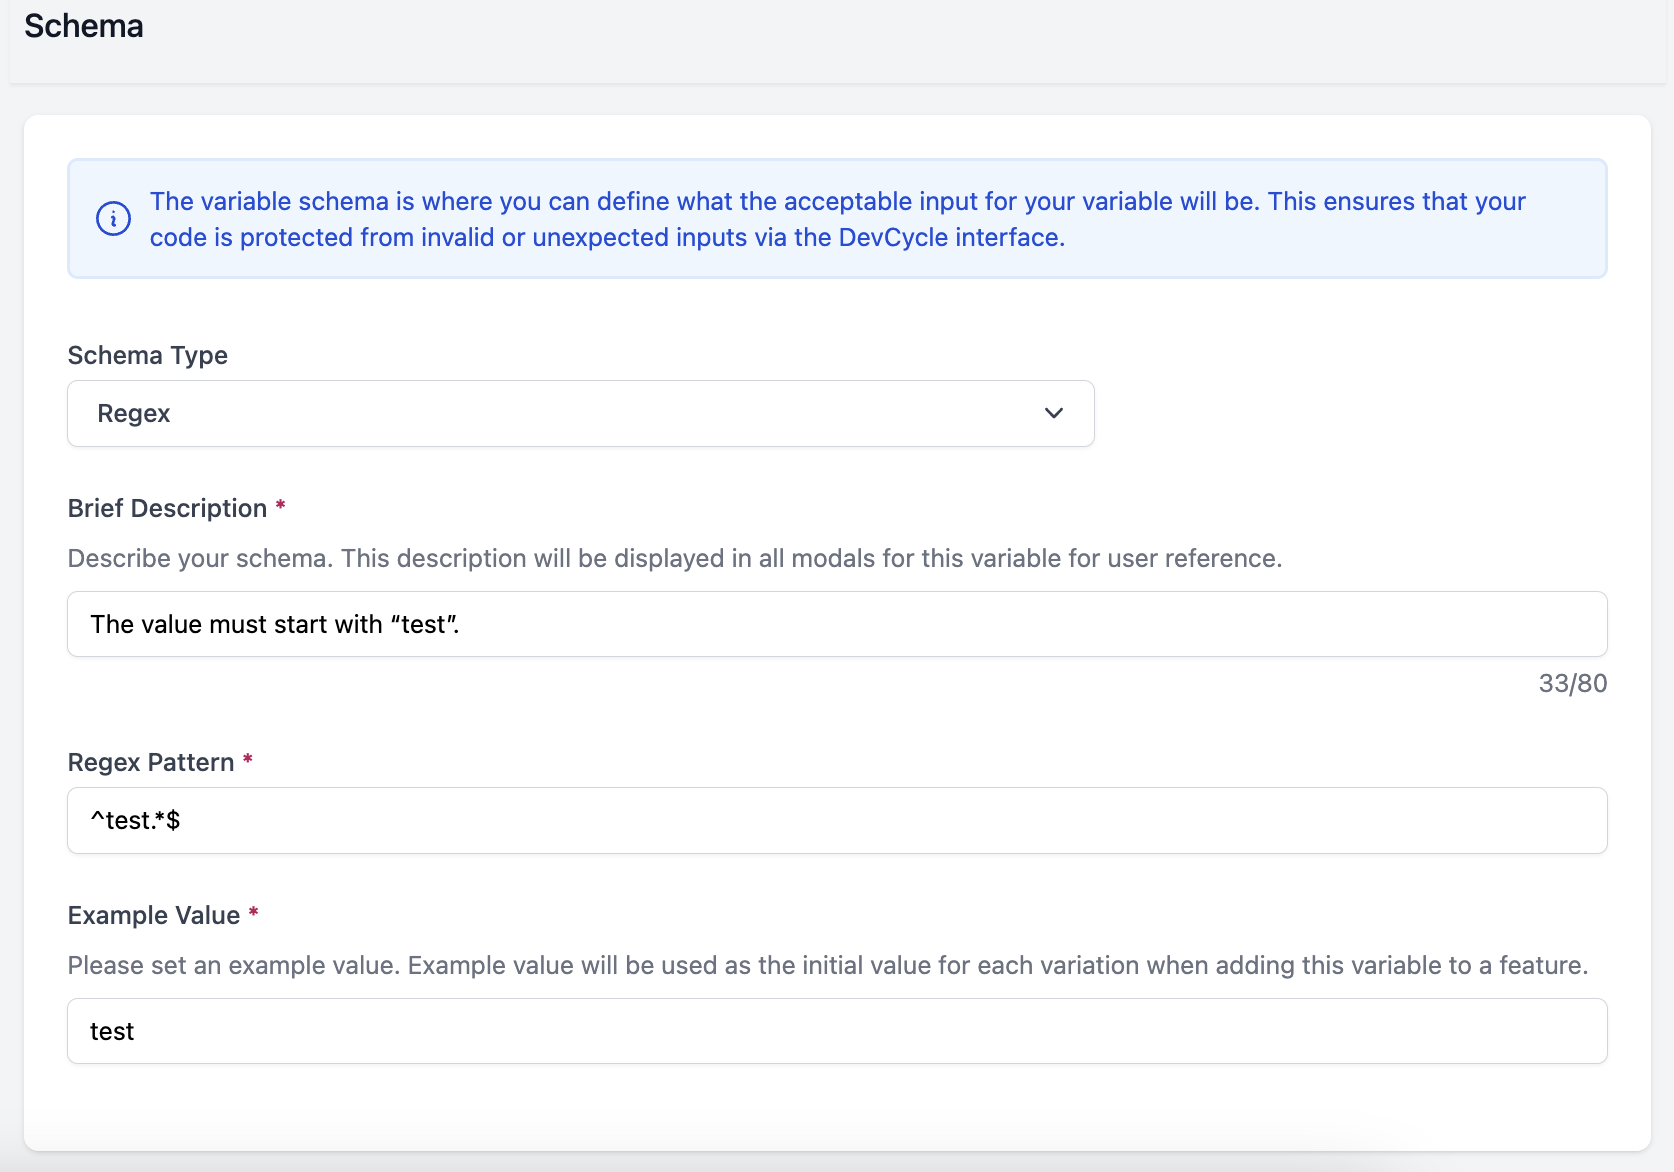 Schema
The variable schema is where you can define what the acceptable input for your variable will be. This ensures that your
code is protected from invalid or unexpected inputs via the DevCycle interface.
Schema Type
Regex
Brief Description *
Describe your schema. This description will be displayed in all modals for this variable for user reference.
The value must start with “test”.
33/80
Regex Pattern *
^test.*$
Example Value *
Please set an example value. Example value will be used as the initial value for each variation when adding this variable to a feature.
test